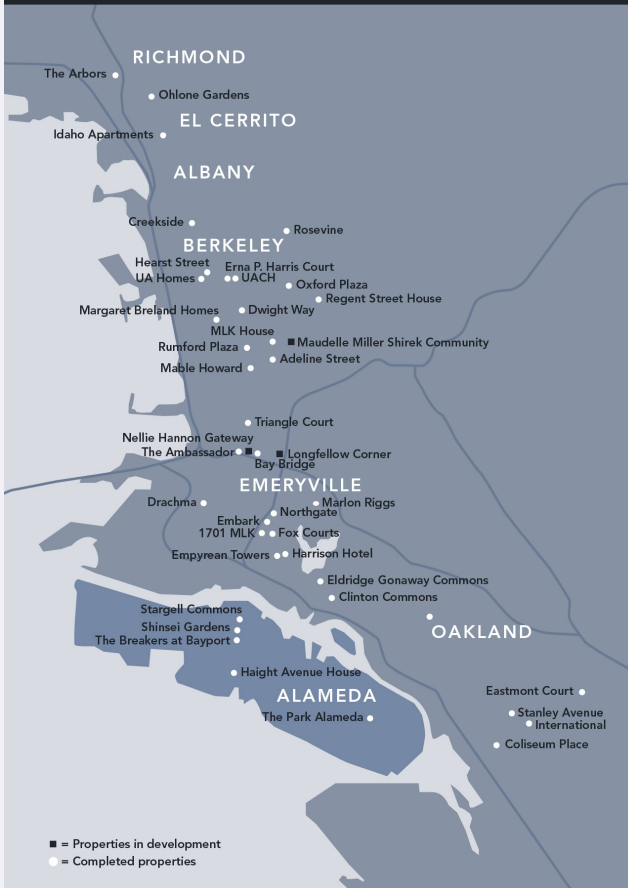 RICHMOND
The Arbors
Ohlone Gardens
EL CERRITO
Idaho Apartments
ALBANY
Creekside
Rosevine
BERKELEY
Hearst Street
Erna P. Harris Court
UA Homes
UACH
Oxford Plaza
Regent Street House
Margaret Breland Homes
Dwight Way
MLK House
Maudelle Miller Shirek Community
Rumford Plaza
Adeline Street
Mable Howard
Triangle Court
Nellie Hannon Gateway
The Ambassador
Longfellow Corner
Bay Bridge
EMERYVILLE
Drachma
Marlon Riggs
Northgate
Embark
1701 MLK
Fox Courts
Empyrean Towers
Harrison Hotel
Eldridge Gonaway Commons
Clinton Commons
Stargell Commons
Shinsei Gardens
OAKLAND
The Breakers at Bayport
Haight Avenue House
ALAMEDA
Eastmont Court
The Park Alameda
Stanley Avenue
International
Coliseum Place
= Properties in development
= Completed properties